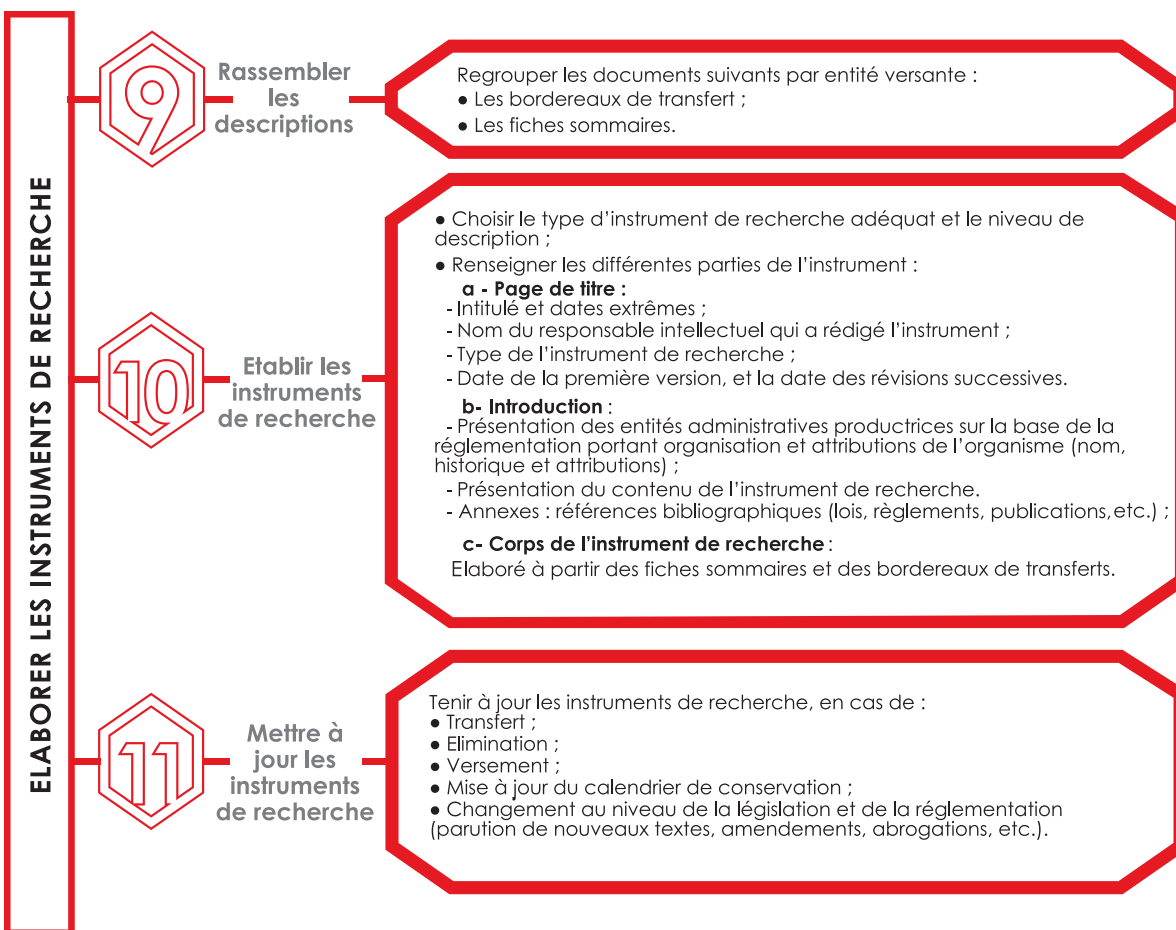 ELABORER LES INSTRUMENTS DE RECHERCHE
9
Rassembler
les
descriptions
Regrouper les documents suivants par entité versante :
● Les bordereaux de transfert ;
● Les fiches sommaires.
10
Etablir les
instruments
de recherche
● Choisir le type d’instrument de recherche adéquat et le niveau de
description ;
● Renseigner les différentes parties de l’instrument :
a - Page de titre :
- Intitulé et dates extrêmes ;
- Nom du responsable intellectuel qui a rédigé l’instrument ;
- Type de l’instrument de recherche ;
- Date de la première version, et la date des révisions successives.
b- Introduction :
- Présentation des entités administratives productrices sur la base de la
réglementation portant organisation et attributions de l’organisme (nom,
historique et attributions) ;
- Présentation du contenu de l’instrument de recherche.
- Annexes : références bibliographiques (lois, règlements, publications, etc.) ;
c- Corps de l’instrument de recherche :
Elaboré à partir des fiches sommaires et des bordereaux de transferts.
11
Mettre à
jour les
instruments
de recherche
Tenir à jour les instruments de recherche, en cas de :
● Transfert ;
● Elimination ;
● Versement ;
● Mise à jour du calendrier de conservation ;
● Changement au niveau de la législation et de la réglementation
(parution de nouveaux textes, amendements, abrogations, etc.).